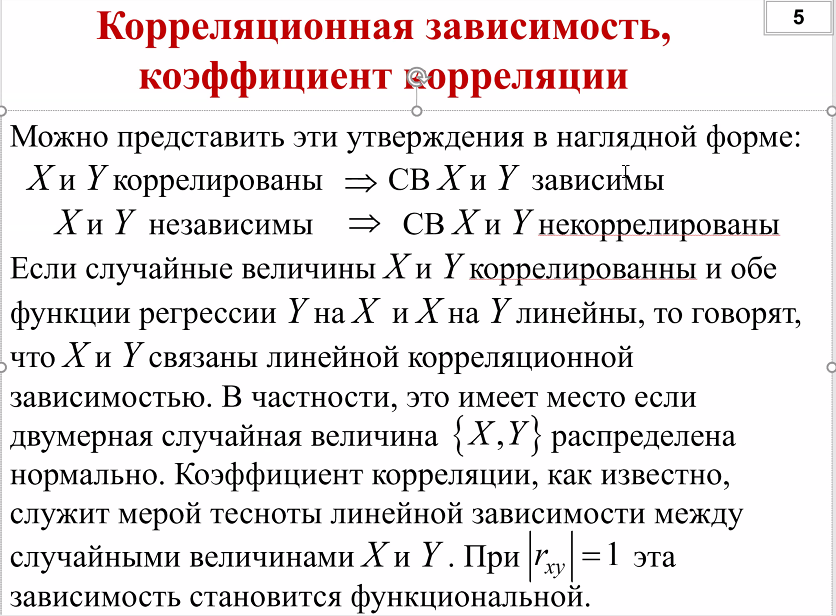 5
Корреляционная зависимость,
коэффициент корреляции
Можно представить эти утверждения в наглядной форме:
X и Y коррелированы ⇒ СВ X и Y зависимы
X и Y независимы ⇒ СВ X и Y некоррелированы
Если случайные величины X и Y коррелированны и обе
функции регрессии Y на X и X на Y линейны, то говорят,
что X и Y связаны линейной корреляционной
зависимостью. В частности, это имеет место если
двумерная случайная величина {X,Y} распределена
нормально. Коэффициент корреляции, как известно,
служит мерой тесноты линейной зависимости между
случайными величинами X и Y . При |rxy| = 1 эта
зависимость становится функциональной.